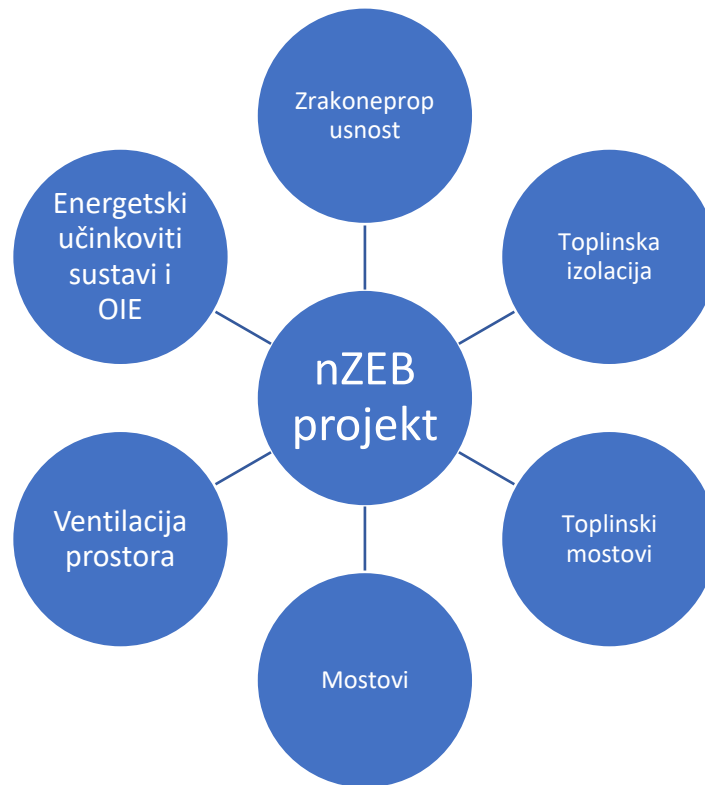 Zrakoneprop
usnost
Energetski
učinkoviti
sustavi i
OIE
Toplinska
izolacija
nZEB
projekt
Ventilacija
prostora
Toplinski
mostovi
Mostovi